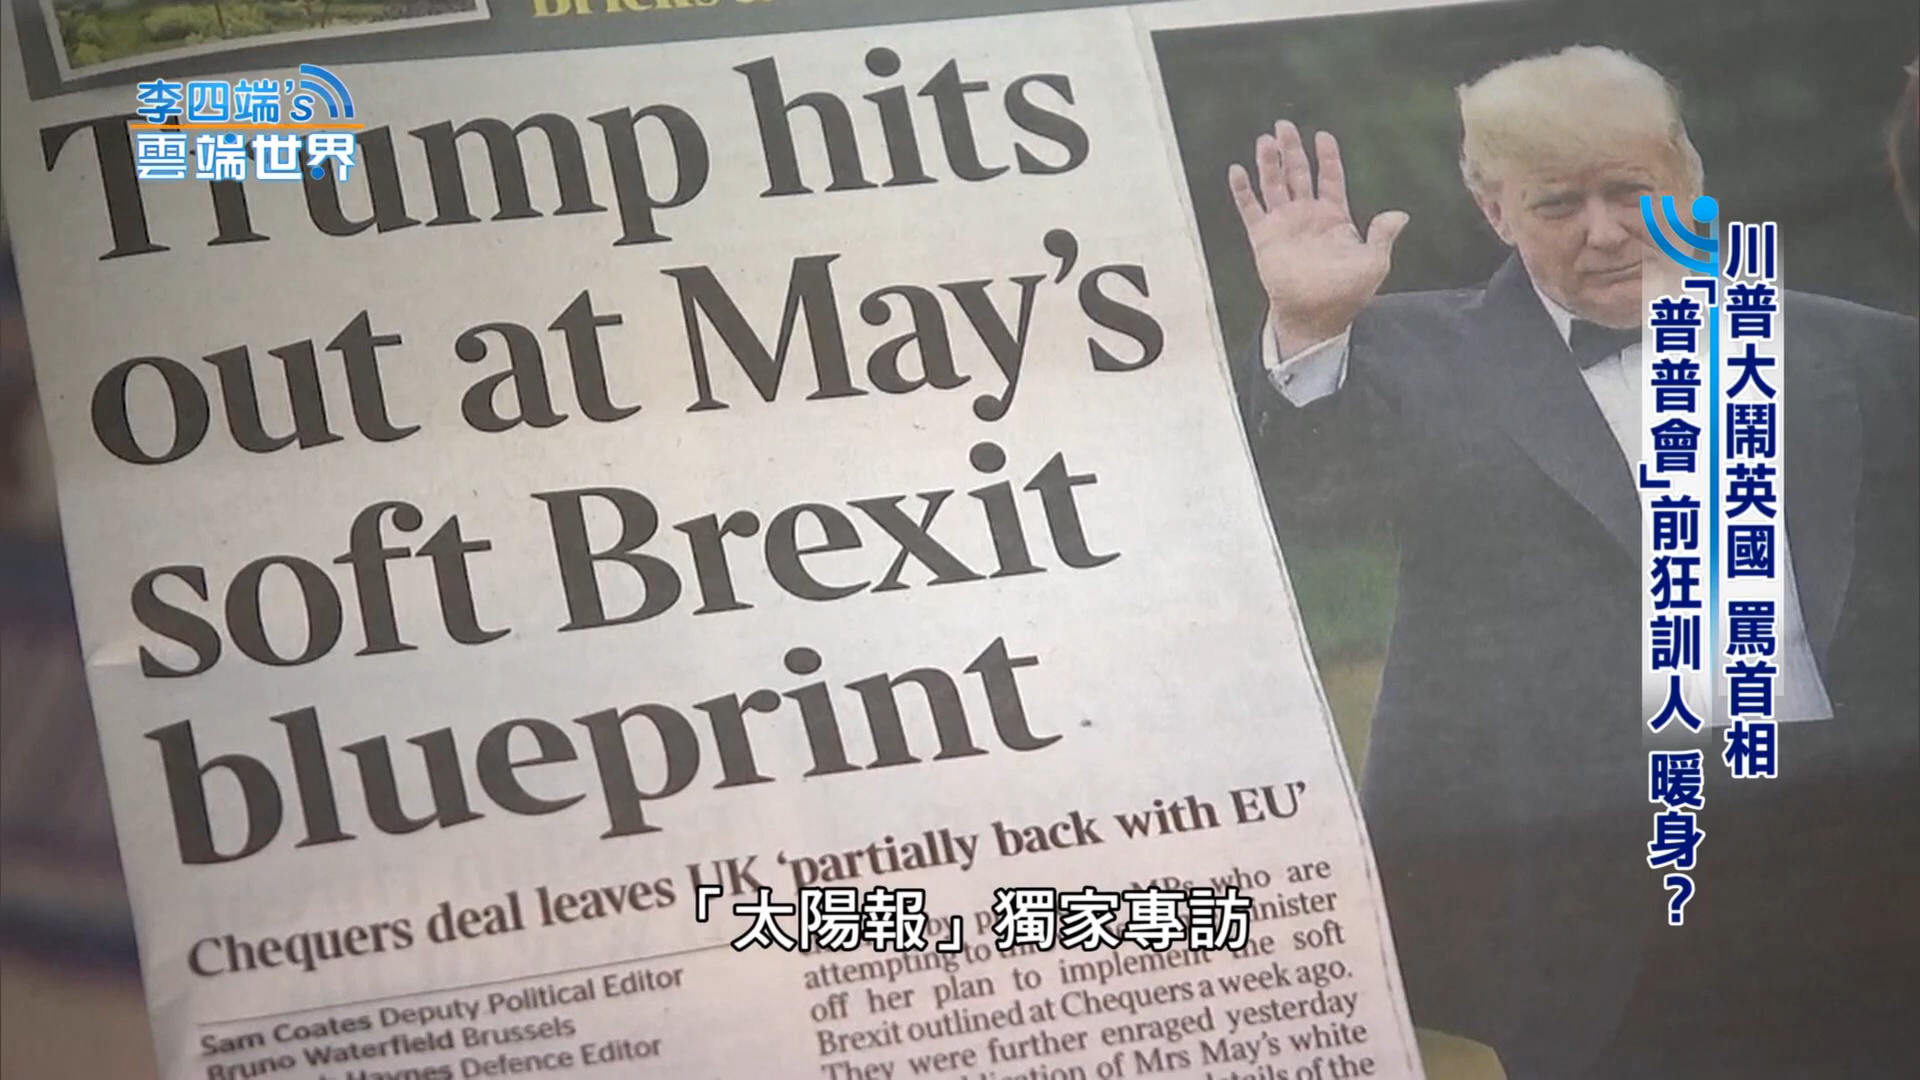 李四端's
雲端世界
Trump hits
out at May's
soft Brexit
blueprint
Chequers deal leaves UK 'partially back with EU'
Sam Coates Deputy Political Editor
Bruno Waterfield Brussels
Haynes Defence Editor
MPs who are
attempting to
off her plan to implement the soft
Brexit outlined at Chequers a week ago.
They were further enraged yesterday
of Mrs May's white
of the
川普大鬧英國 罵首相
「普普會」前狂訓人 暖身?
「太陽報」獨家專訪